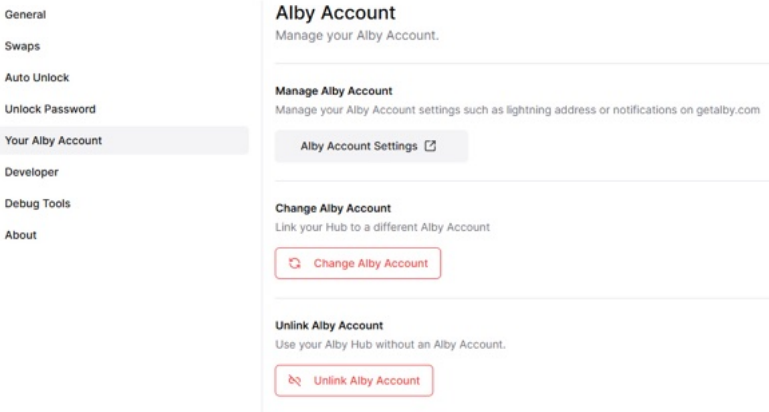 General
Swaps
Auto Unlock
Unlock Password
Your Alby Account
Developer
Debug Tools
About
Alby Account
Manage your Alby Account.
Manage Alby Account
Manage your Alby Account settings such as lightning address or notifications on getalby.com
Alby Account Settings
Change Alby Account
Link your Hub to a different Alby Account
Change Alby Account
Unlink Alby Account
Use your Alby Hub without an Alby Account.
Unlink Alby Account